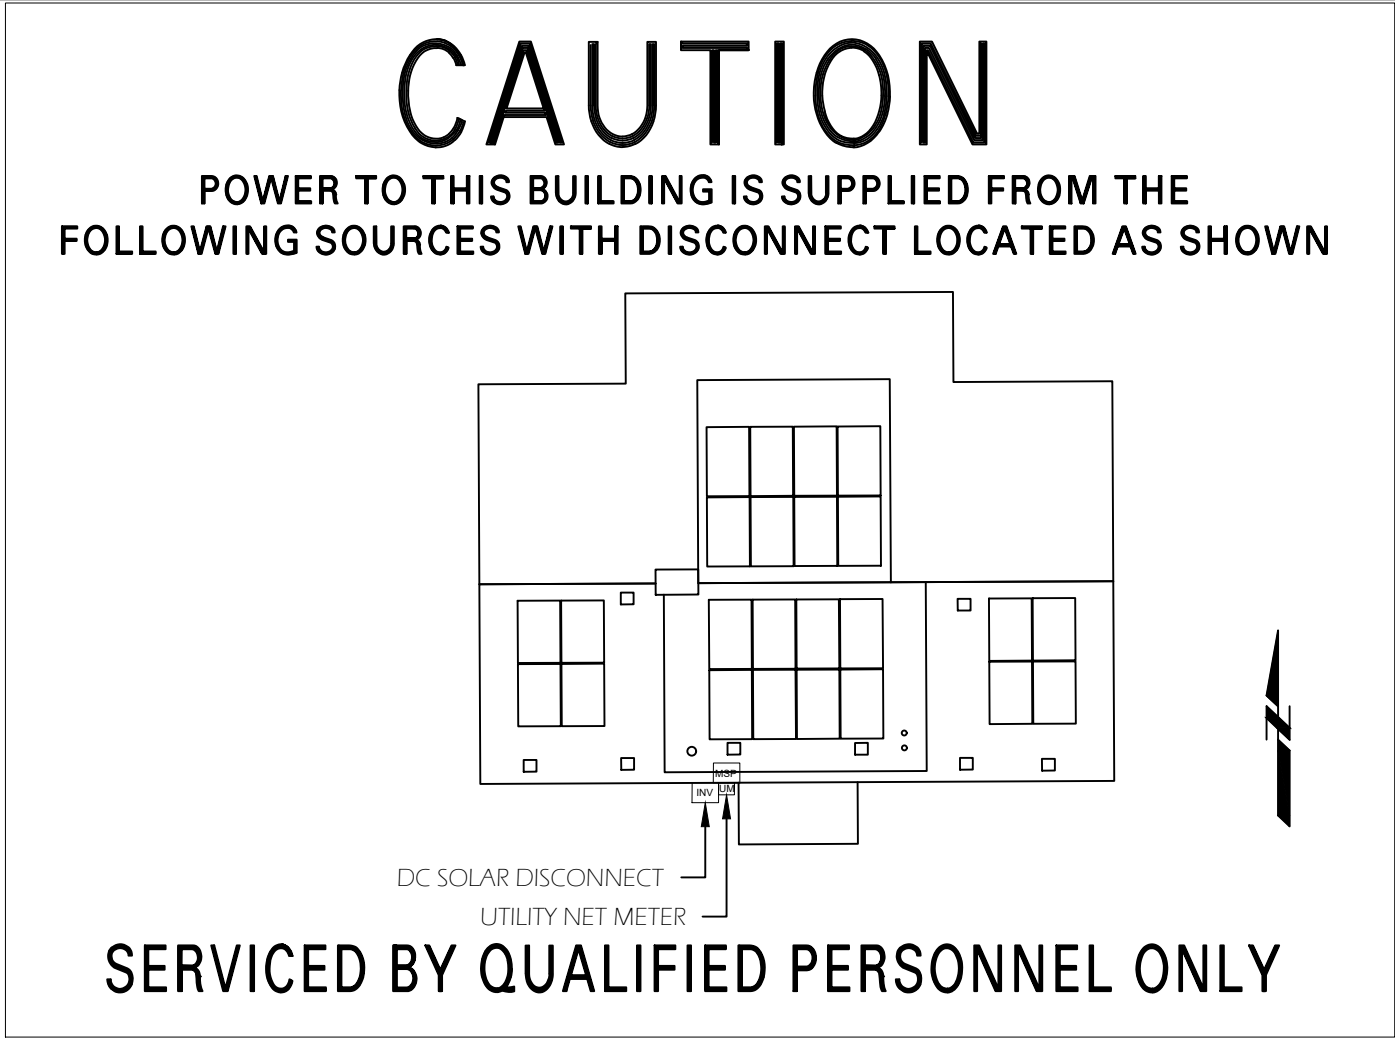 CAUTION
POWER TO THIS BUILDING IS SUPPLIED FROM THE
FOLLOWING SOURCES WITH DISCONNECT LOCATED AS SHOWN
MSP
INV
UM
N
DC SOLAR DISCONNECT
UTILITY NET METER
SERVICED BY QUALIFIED PERSONNEL ONLY